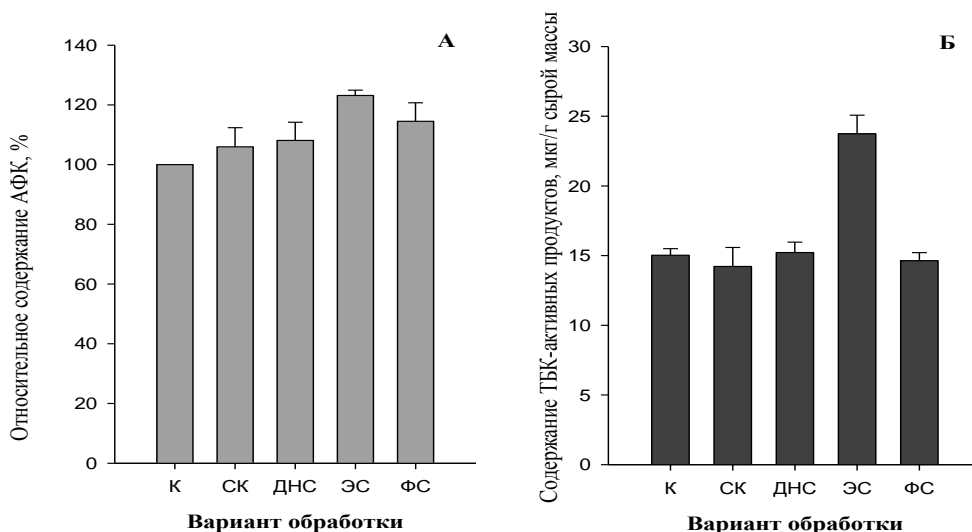 А
Относительное содержание АФК, %
140
120
100
80
60
40
20
0
К СК ДНС ЭС ФС
Вариант обработки
Б
Содержание ТБК-активных продуктов, мкг/г сырой массы
30
25
20
15
10
5
0
К СК ДНС ЭС ФС
Вариант обработки